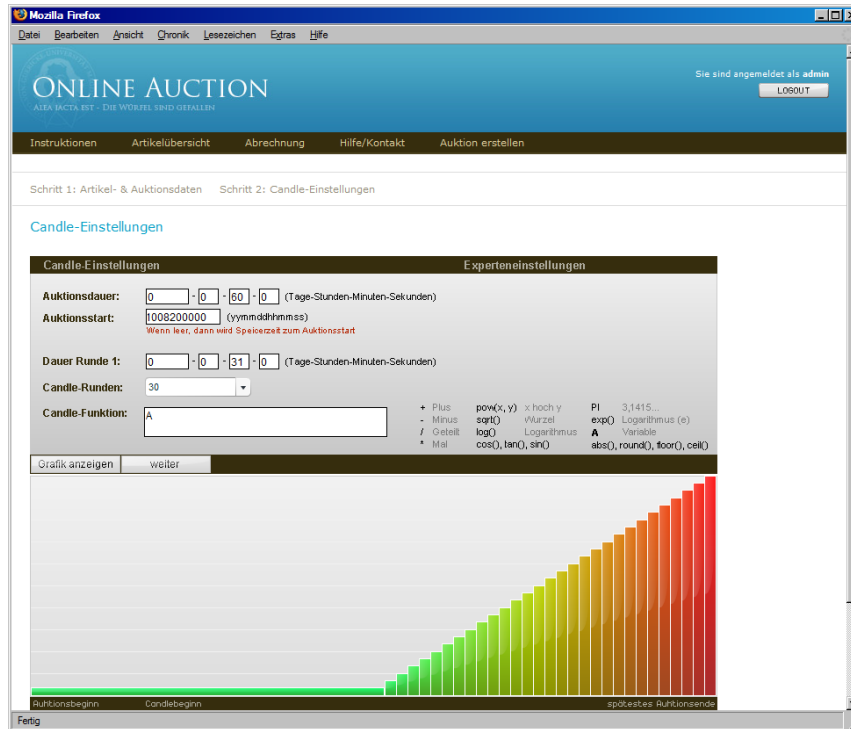 Mozilla Firefox
Datei Bearbeiten Ansicht Chronik Lesezeichen Extras Hilfe
Sie sind angemeldet als admin
LOGOUT
ONLINE AUCTION
ALEA IACTA EST - DIE WÜRFEL SIND GEFALLEN
Instruktionen Artikelübersicht Abrechnung Hilfe/Kontakt Auktion erstellen
Schritt 1: Artikel- & Auktionsdaten Schritt 2: Candle-Einstellungen
Candle-Einstellungen
Candle-Einstellungen Experteneinstellungen
Auktionsdauer: 0 - 0 - 60 - 0 (Tage-Stunden-Minuten-Sekunden)
Auktionsstart: 1008200000 (yymmddhhmmss)
Wenn leer, dann wird Speicerzeit zum Auktionsstart
Dauer Runde 1: 0 - 0 - 31 - 0 (Tage-Stunden-Minuten-Sekunden)
Candle-Runden: 30
Candle-Funktion: A
+ Plus pow(x, y) x hoch y PI 3,1415...
- Minus sqrt() Wurzel exp() Logarithmus (e)
/ Geteilt log() Logarithmus A Variable
* Mal cos(), tan(), sin() abs(), round(), floor(), ceil()
Grafik anzeigen weiter
Auhtionsbeginn Candlebeginn spätestes Auhtionsende
Fertig